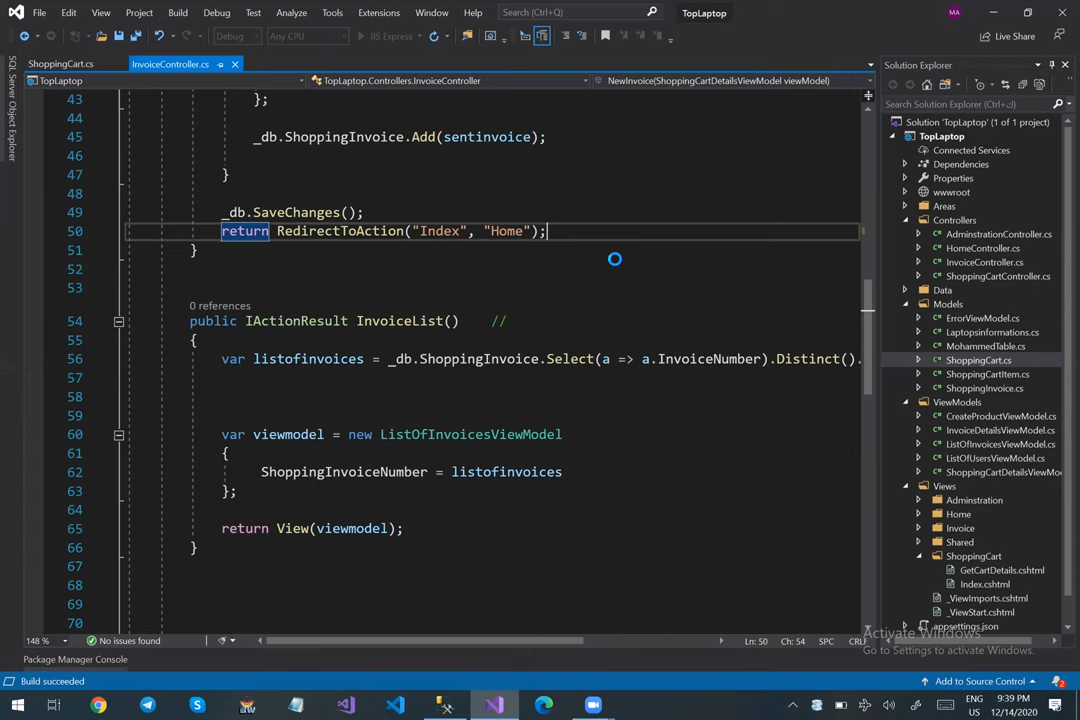 File Edit View Project Build Debug Test Analyze Tools Extensions Window Help Search (Ctrl+Q) TopLaptop MA
Debug Any CPU IIS Express Live Share
SQL Server Object Explorer
ShoppingCart.cs InvoiceController.cs
TopLaptop TopLaptop.Controllers.InvoiceController NewInvoice(ShoppingCartDetailsViewModel viewModel)
43 };
44
45 _db.ShoppingInvoice.Add(sentinvoice);
46
47 }
48
49 _db.SaveChanges();
50 return RedirectToAction("Index", "Home");
51 }
52
53
0 references
54 public IActionResult InvoiceList() //
55 {
56 var listofinvoices = _db.ShoppingInvoice.Select(a => a.InvoiceNumber).Distinct().
57
58
59
60 var viewmodel = new ListOfInvoicesViewModel
61 {
62 ShoppingInvoiceNumber = listofinvoices
63 };
64
65 return View(viewmodel);
66 }
67
68
69
70
148 % No issues found Ln: 50 Ch: 54 SPC CRLF
Package Manager Console
Build succeeded Add to Source Control 2
Solution Explorer
Search Solution Explorer (Ctrl+;)
Solution 'TopLaptop' (1 of 1 project)
TopLaptop
Connected Services
Dependencies
Properties
wwwroot
Areas
Controllers
AdminstrationController.cs
HomeController.cs
InvoiceController.cs
ShoppingCartController.cs
Data
Models
ErrorViewModel.cs
Laptopsinformations.cs
MohammedTable.cs
ShoppingCart.cs
ShoppingCartItem.cs
ShoppingInvoice.cs
ViewModels
CreateProductViewModel.cs
InvoiceDetailsViewModel.cs
ListOfInvoicesViewModel.cs
ListOfUsersViewModel.cs
ShoppingCartDetailsViewMo
Views
Adminstration
Home
Invoice
Shared
ShoppingCart
GetCartDetails.cshtml
Index.cshtml
_ViewImports.cshtml
_ViewStart.cshtml
appsettings.json
Activate Windows
Go to Settings to activate Windows.
ENG US 9:39 PM 12/14/2020